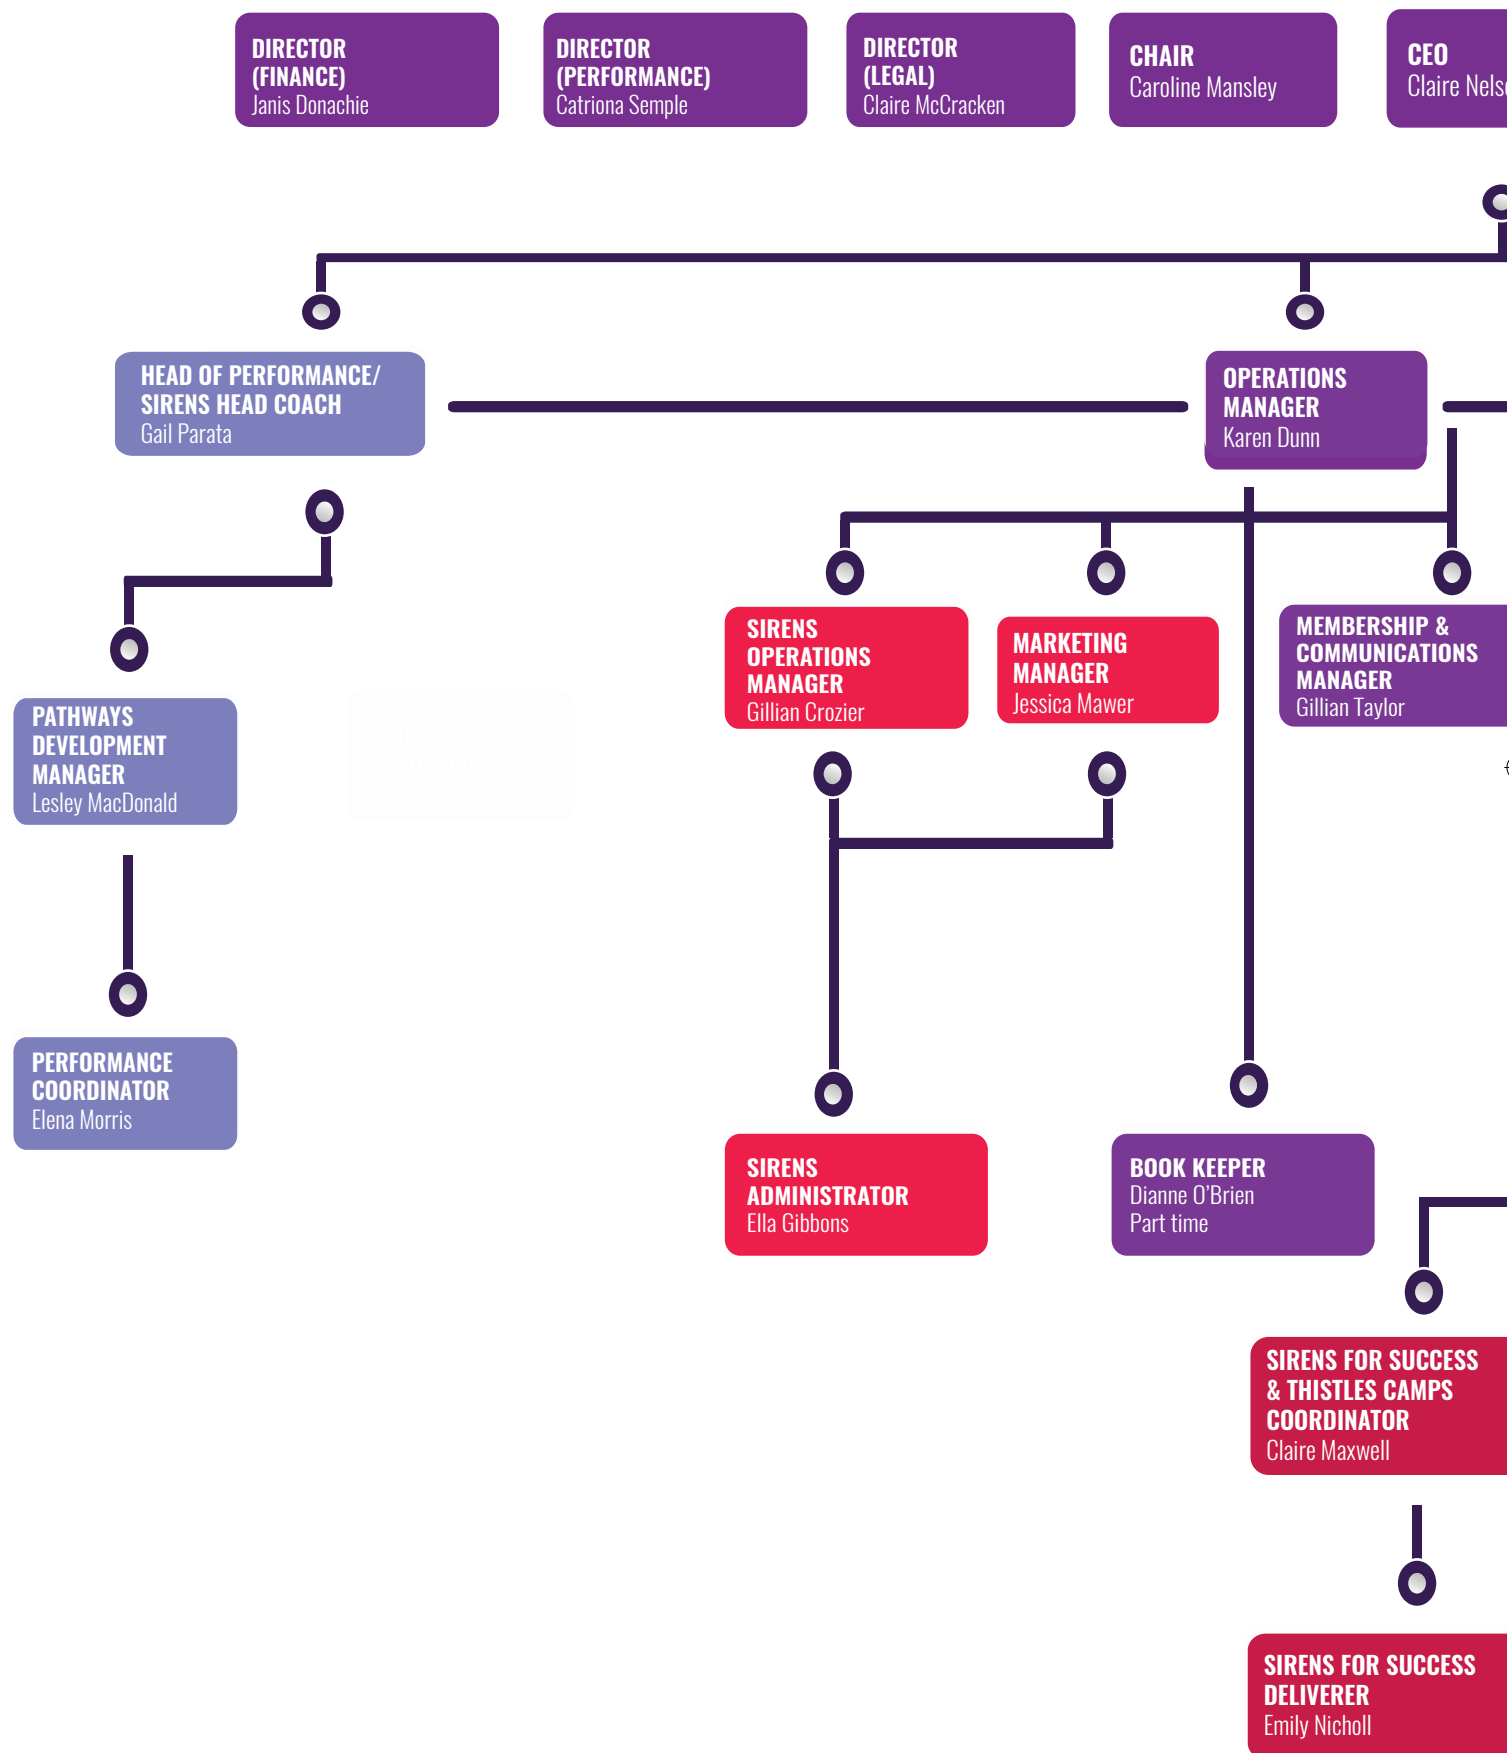 DIRECTOR
(FINANCE)
Janis Donachie
DIRECTOR
(PERFORMANCE)
Catriona Semple
DIRECTOR
(LEGAL)
Claire McCracken
CHAIR
Caroline Mansley
CEO
Claire
HEAD OF PERFORMANCE/
SIRENS HEAD COACH
Gail Parata
OPERATIONS
MANAGER
Karen Dunn
SIRENS
OPERATIONS
MANAGER
Gillian Crozier
MARKETING
MANAGER
Jessica Mawer
MEMBERSHIP &
COMMUNICATIONS
MANAGER
Gillian Taylor
PATHWAYS
DEVELOPMENT
MANAGER
Lesley MacDonald
PERFORMANCE
COORDINATOR
Elena Morris
SIRENS
ADMINISTRATOR
Ella Gibbons
BOOK KEEPER
Dianne O'Brien
Part time
SIRENS FOR SUCCESS
& THISTLES CAMPS
COORDINATOR
Claire Maxwell
SIRENS FOR SUCCESS
DELIVERER
Emily Nicholl